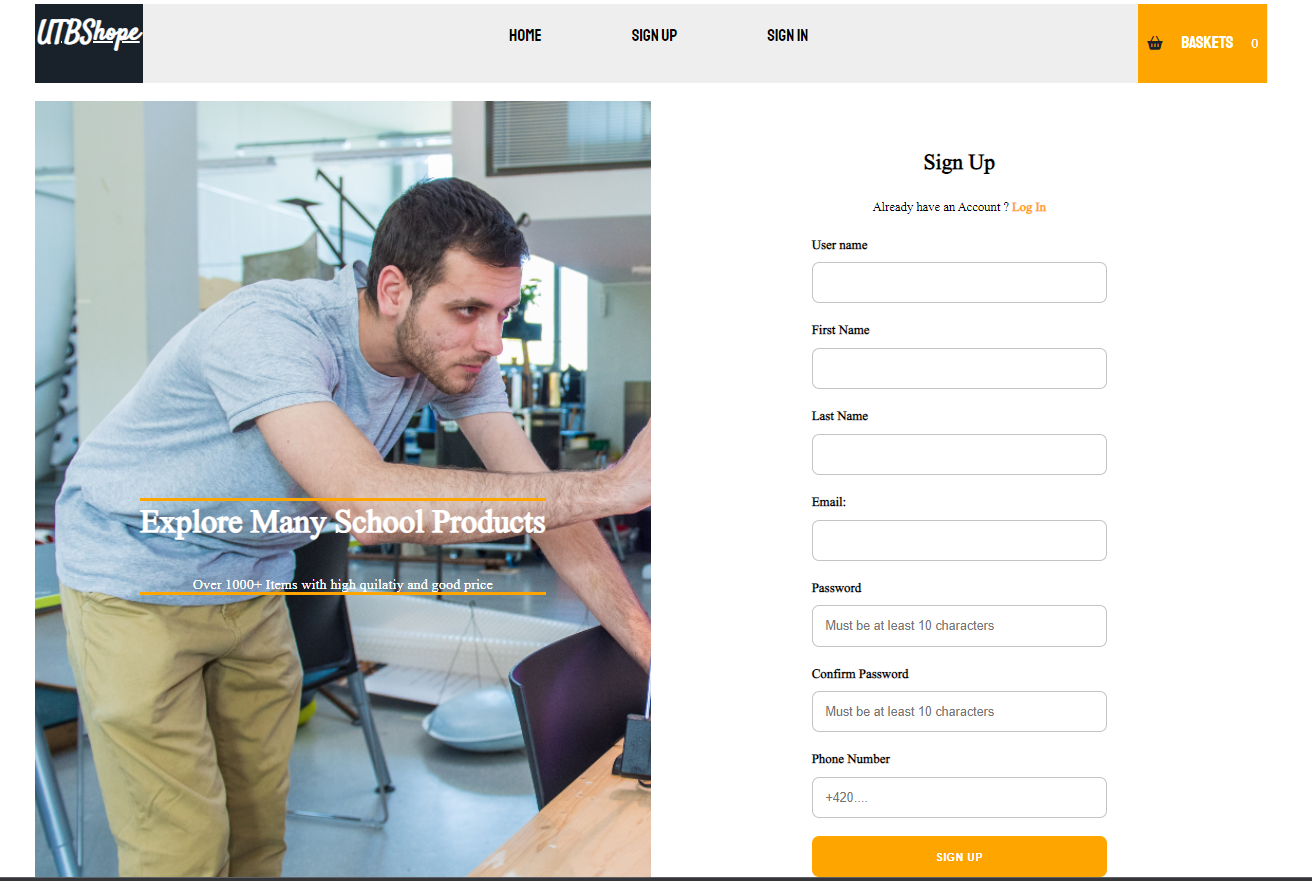 UTBShope
HOME
SIGN UP
SIGN IN
BASKETS 0
Explore Many School Products
Over 1000+ Items with high quilatiy and good price
Sign Up
Already have an Account ? Log In
User name
First Name
Last Name
Email:
Password
Must be at least 10 characters
Confirm Password
Must be at least 10 characters
Phone Number
+420....
SIGN UP